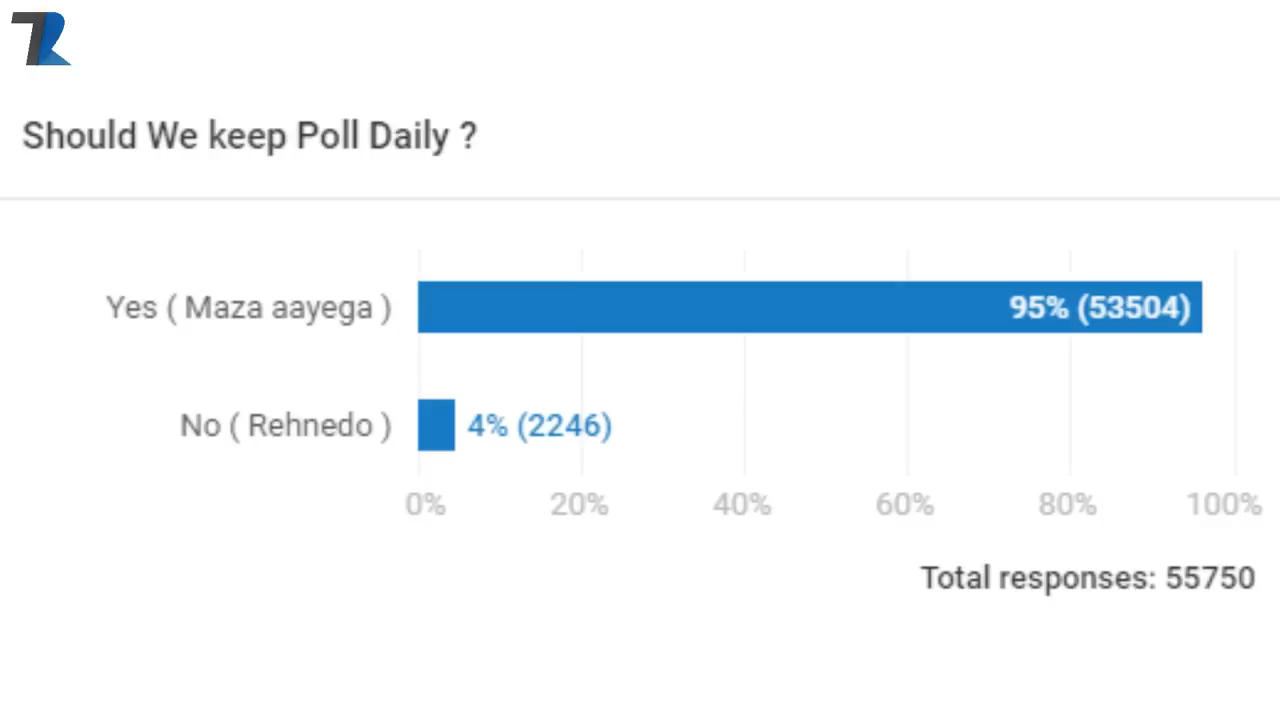 Should We keep Poll Daily ?
Yes ( Maza aayega )
95% (53504)
No ( Rehnedo )
4% (2246)
0% 20% 40% 60% 80% 100%
Total responses: 55750